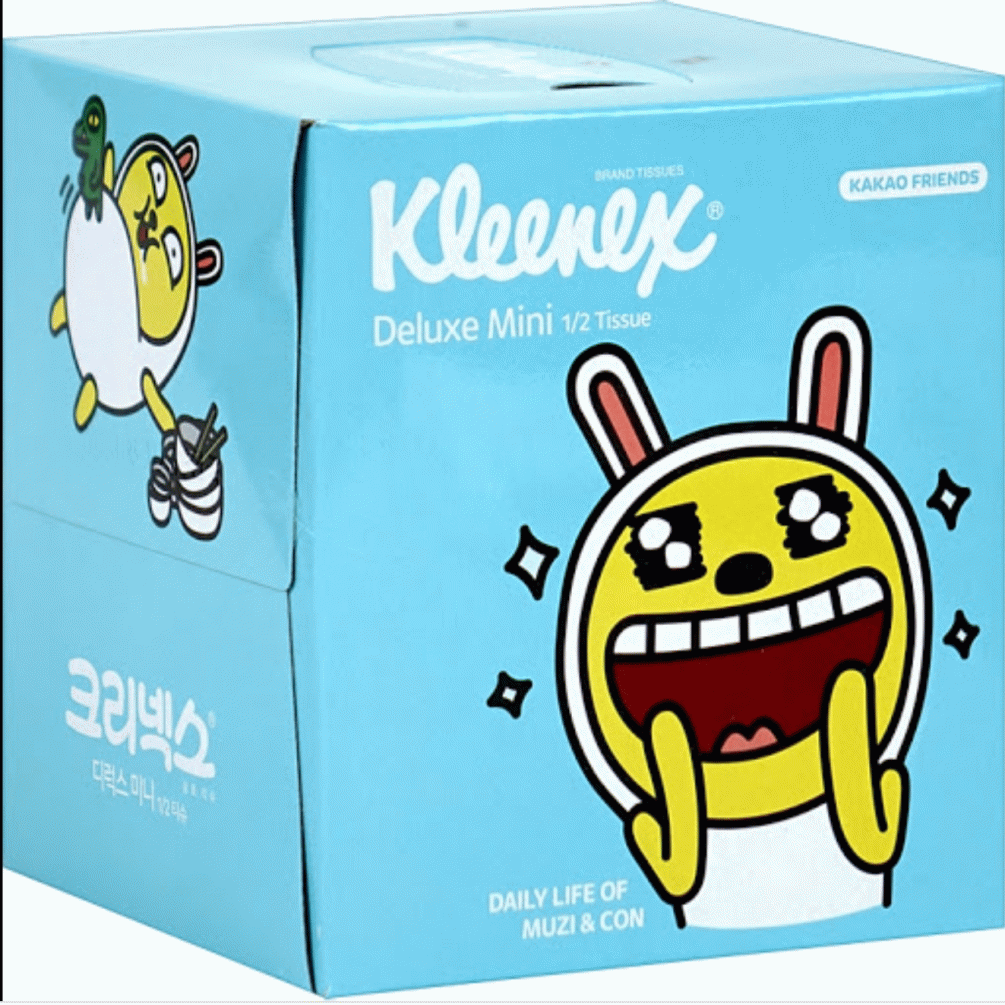 BRAND TISSUES
Kleenex®
Deluxe Mini 1/2 Tissue
KAKAO FRIENDS
DAILY LIFE OF
MUZI & CON
크리넥스®
디럭스 미니 1/2 티슈